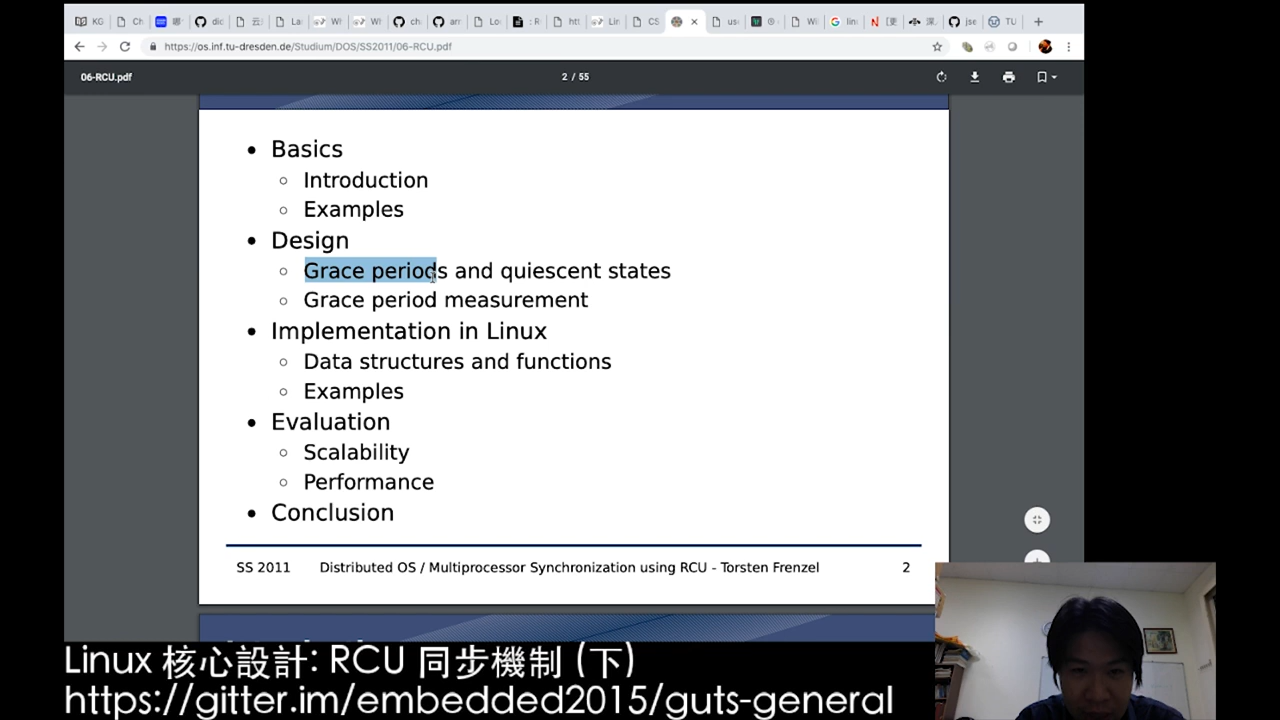 KG
https://os.inf.tu-dresden.de/Studium/DOS/SS2011/06-RCU.pdf
06-RCU.pdf
2 / 55
• Basics
○ Introduction
○ Examples
• Design
○ Grace periods and quiescent states
○ Grace period measurement
• Implementation in Linux
○ Data structures and functions
○ Examples
• Evaluation
○ Scalability
○ Performance
• Conclusion
SS 2011 Distributed OS / Multiprocessor Synchronization using RCU - Torsten Frenzel 2
Linux 核心設計: RCU 同步機制 (下)
https://gitter.im/embedded2015/guts-general